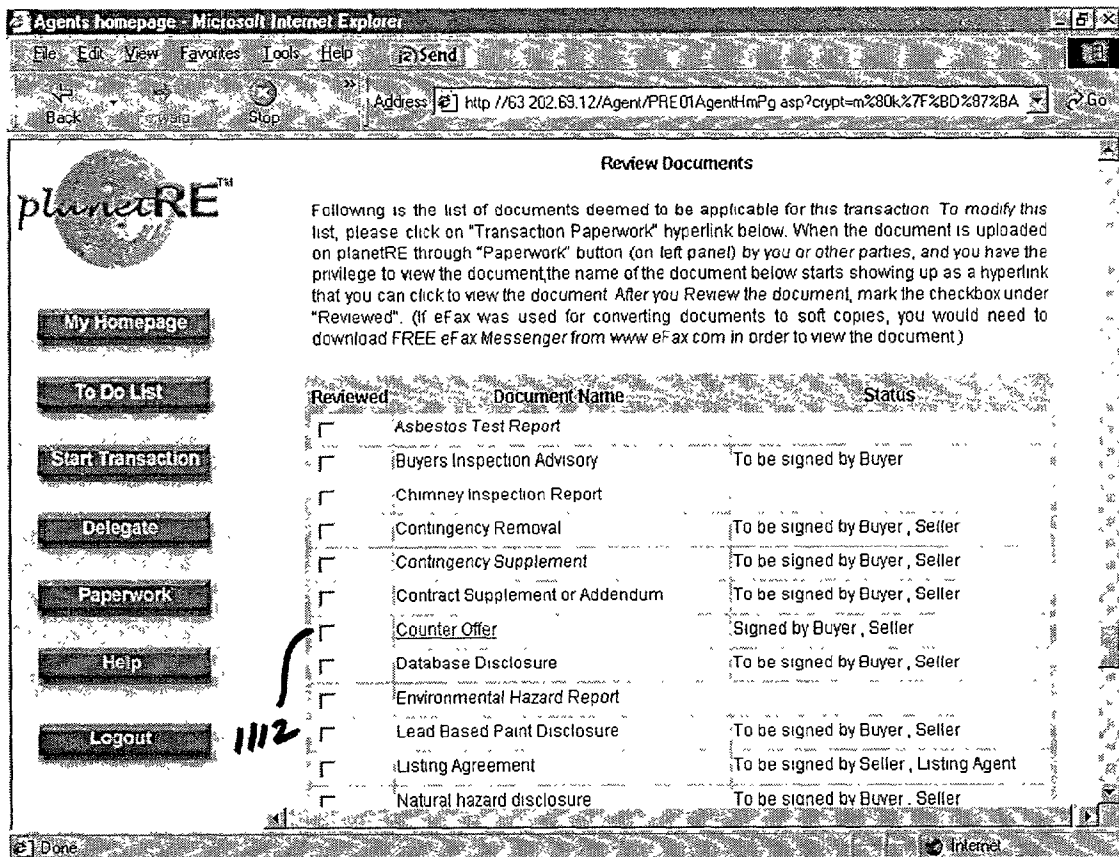 Agents homepage - Microsoft Internet Explorer
File Edit View Favorites Tools Help Send
Back Stop Address http //63 202.69.12/Agent/PRE01AgentHmPg asp?crypt=m%80k%7F%BD%87%BA Go
planetRE™
My Homepage
To Do List
Start Transaction
Delegate
Paperwork
Help
Logout
1112
Review Documents
Following is the list of documents deemed to be applicable for this transaction To modify this
list, please click on "Transaction Paperwork" hyperlink below. When the document is uploaded
on planetRE through "Paperwork" button (on left panel) by you or other parties, and you have the
privilege to view the document,the name of the document below starts showing up as a hyperlink
that you can click to view the document After you Review the document, mark the checkbox under
"Reviewed". (If eFax was used for converting documents to soft copies, you would need to
download FREE eFax Messenger from www eFax com in order to view the document)
Reviewed Document Name Status
Asbestos Test Report
Buyers Inspection Advisory To be signed by Buyer
Chimney Inspection Report
Contingency Removal To be signed by Buyer , Seller
Contingency Supplement To be signed by Buyer , Seller
Contract Supplement or Addendum To be signed by Buyer , Seller
Counter Offer Signed by Buyer , Seller
Database Disclosure To be signed by Buyer , Seller
Environmental Hazard Report
Lead Based Paint Disclosure To be signed by Buyer , Seller
Listing Agreement To be signed by Seller , Listing Agent
Natural hazard disclosure To be signed by Buyer . Seller
Done Internet